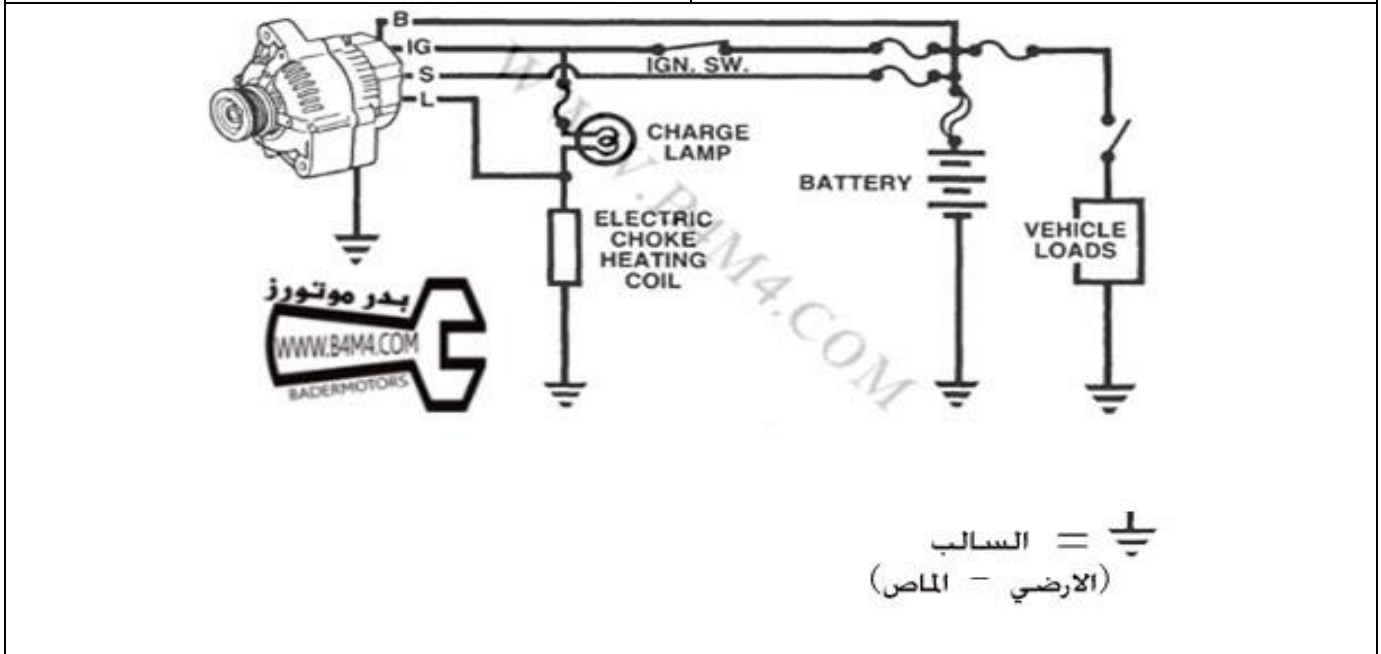 B
IG
S
L
IGN. SW.
CHARGE
LAMP
BATTERY
ELECTRIC
CHOKE
HEATING
COIL
VEHICLE
LOADS
WWW.B4M4.COM
بدر موتورز
WWW.B4M4.COM
BADERMOTORS
= السالب
(الارضي - الماص)